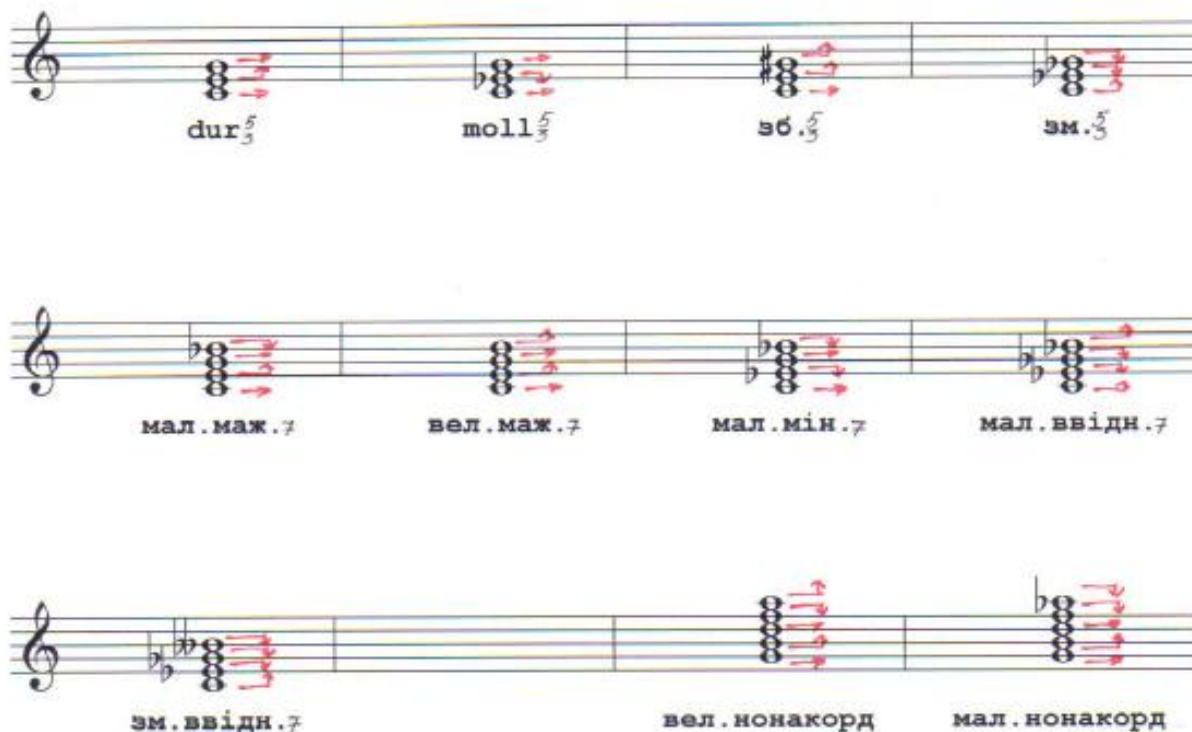 dur 5/3 moll 5/3 зб. 5/3 зм. 5/3
мал.маж.7 вел.маж.7 мал.мін.7 мал.ввідн.7
зм.ввідн.7 вел.нонакорд мал.нонакорд